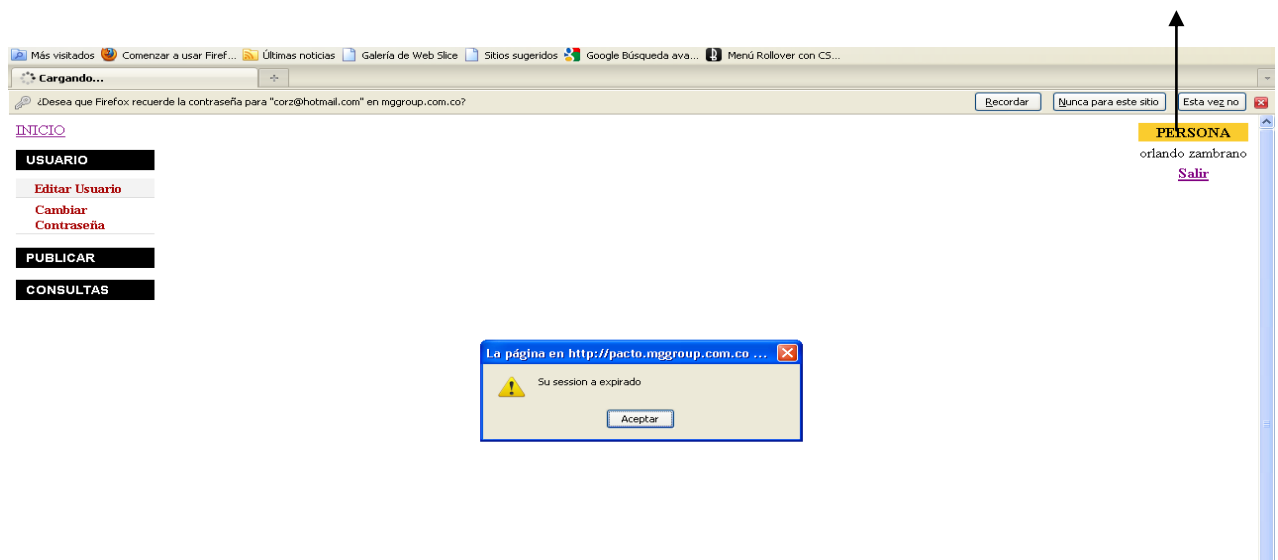 Más visitados Comenzar a usar Firef... Últimas noticias Galería de Web Slice Sitios sugeridos Google Búsqueda ava... Menú Rollover con CS...
Cargando...
¿Desea que Firefox recuerde la contraseña para "corz@hotmail.com" en mggroup.com.co? Recordar Nunca para este sitio Esta vez no
INICIO
PERSONA
orlando zambrano
Salir
USUARIO
Editar Usuario
Cambiar
Contraseña
PUBLICAR
CONSULTAS
La página en http://pacto.mggroup.com.co ...
Su session a expirado
Aceptar